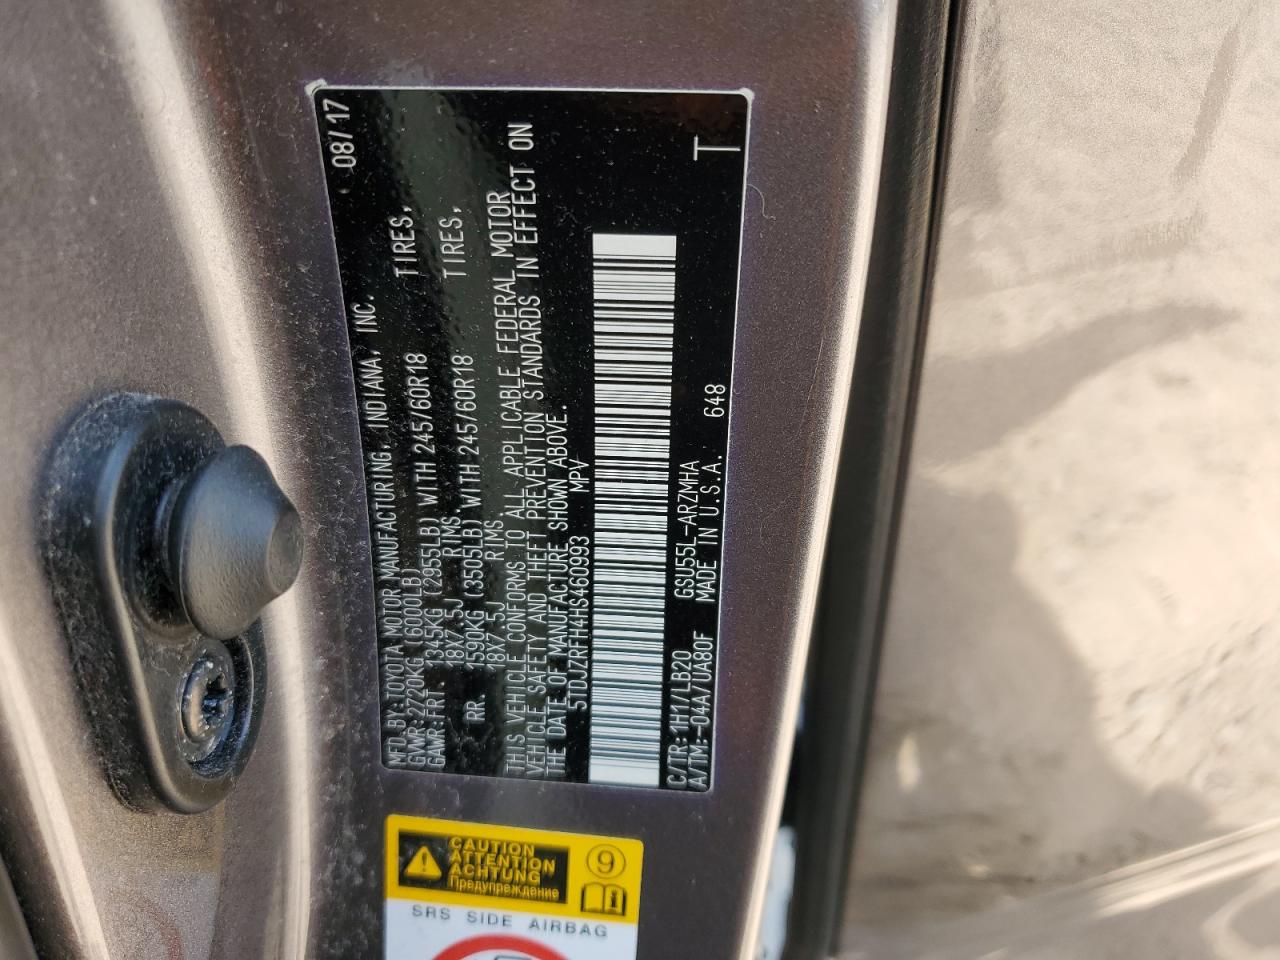 MFD. BY: TOYOTA MOTOR MANUFACTURING, INDIANA, INC. 08/17
GVWR: 2720KG (6000LB)
GAWR: FRT 1345KG (2955LB) WITH 245/60R18 TIRES,
18X7.5J RIMS,
RR 1590KG (3505LB) WITH 245/60R18 TIRES,
18X7.5J RIMS
THIS VEHICLE CONFORMS TO ALL APPLICABLE FEDERAL MOTOR
VEHICLE SAFETY AND THEFT PREVENTION STANDARDS IN EFFECT ON
THE DATE OF MANUFACTURE SHOWN ABOVE.
5TDJZRFH4HS460993 MPV
C/TR: 1H1/LB20 GSU55L-ARZMHA
A/TM: -04A/UA80F MADE IN U.S.A. 648 T
CAUTION
ATTENTION
ACHTUNG
Предупреждение
9
i
SRS SIDE AIRBAG